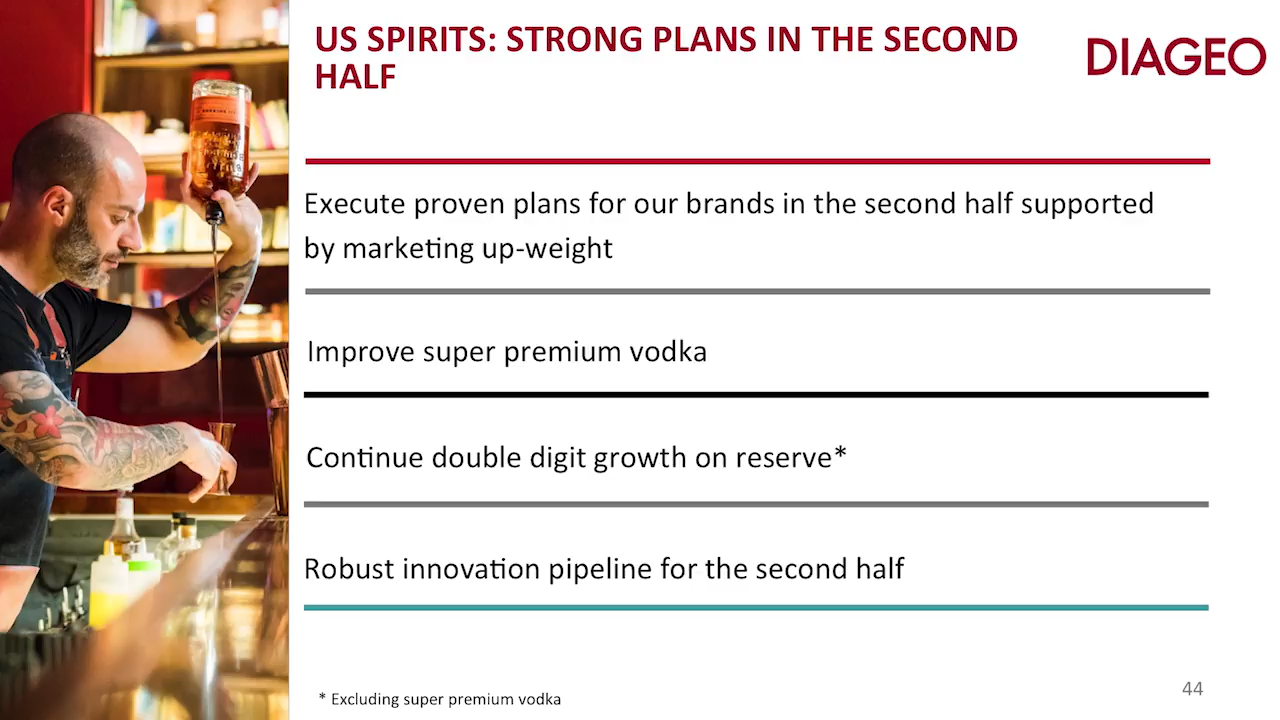 US SPIRITS: STRONG PLANS IN THE SECOND
HALF
DIAGEO
Execute proven plans for our brands in the second half supported
by marketing up-weight
Improve super premium vodka
Continue double digit growth on reserve*
Robust innovation pipeline for the second half
* Excluding super premium vodka
44